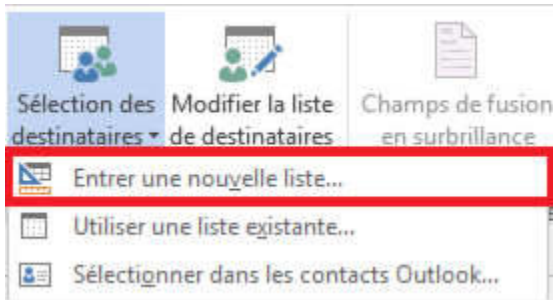 Sélection des Modifier la liste Champs de fusion
destinataires de destinataires en surbrillance
Entrer une nouvelle liste...
Utiliser une liste existante...
Sélectionner dans les contacts Outlook...